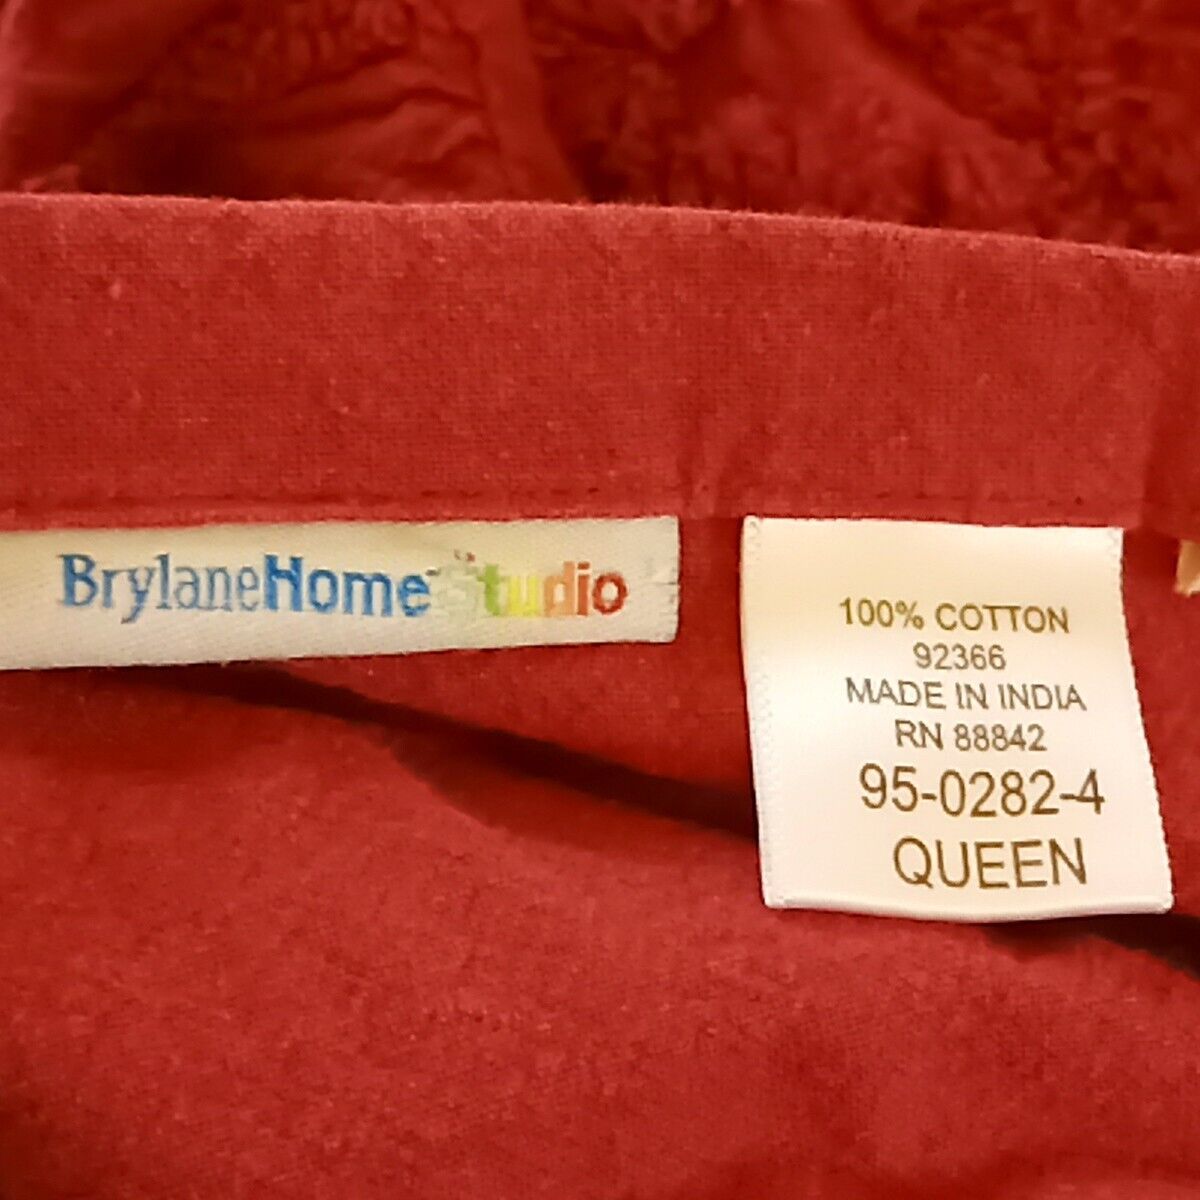 BrylaneHome Studio
100% COTTON
92366
MADE IN INDIA
RN 88842
95-0282-4
QUEEN